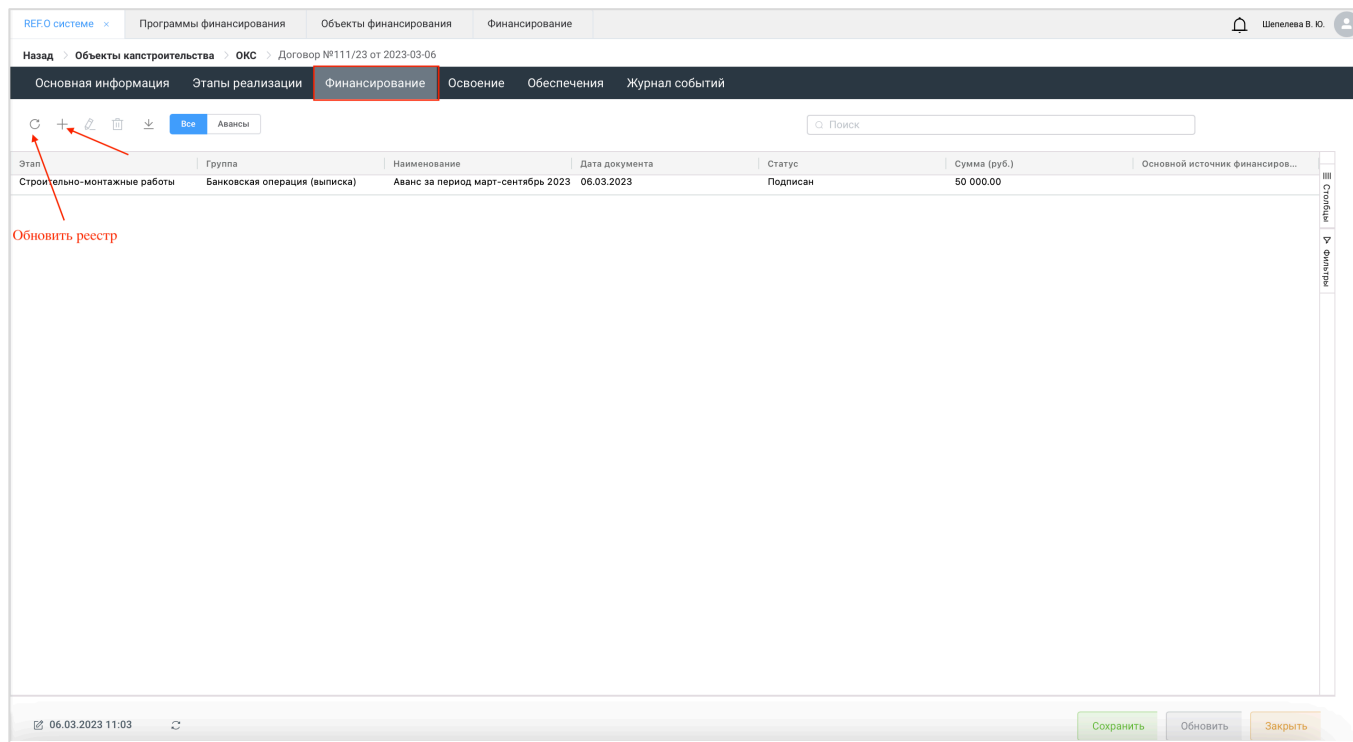 REF.О системе × Программы финансирования Объекты финансирования Финансирование Шепелева В. Ю.
Назад > Объекты капстроительства > ОКС > Договор №111/23 от 2023-03-06
Основная информация Этапы реализации Финансирование Освоение Обеспечения Журнал событий
Все Авансы Поиск
Этап Группа Наименование Дата документа Статус Сумма (руб.) Основной источник финансиров...
Строительно-монтажные работы Банковская операция (выписка) Аванс за период март-сентябрь 2023 06.03.2023 Подписан 50 000.00
Столбцы
Обновить реестр
Фильтры
06.03.2023 11:03 Сохранить Обновить Закрыть